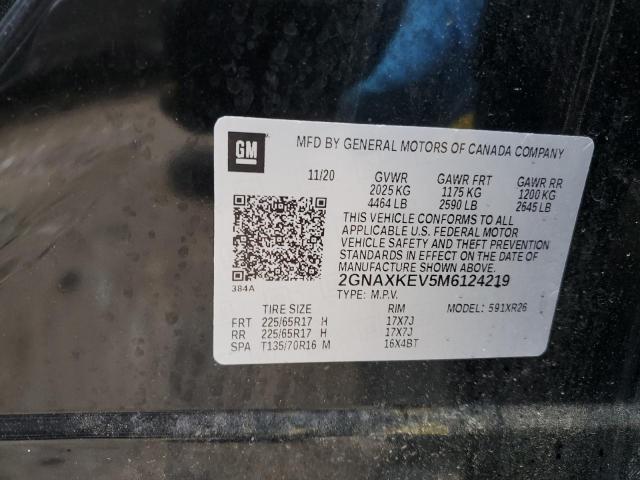 GM
MFD BY GENERAL MOTORS OF CANADA COMPANY
11/20 GVWR GAWR FRT GAWR RR
2025 KG 1175 KG 1200 KG
4464 LB 2590 LB 2645 LB
THIS VEHICLE CONFORMS TO ALL
APPLICABLE U.S. FEDERAL MOTOR
VEHICLE SAFETY AND THEFT PREVENTION
STANDARDS IN EFFECT ON THE DATE OF
MANUFACTURE SHOWN ABOVE.
384A
2GNAXKEV5M6124219
TYPE: M.P.V. MODEL: 591XR26
TIRE SIZE RIM
FRT 225/65R17 H 17X7J
RR 225/65R17 H 17X7J
SPA T135/70R16 M 16X4BT